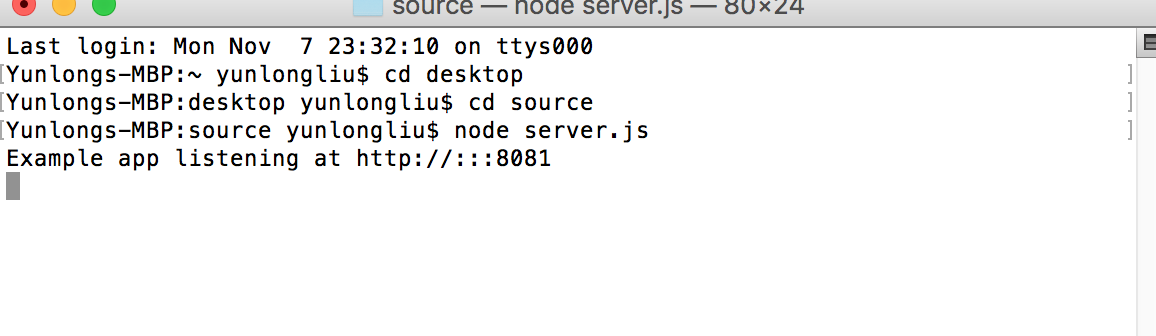 source — node server.js — 80×24
Last login: Mon Nov  7 23:32:10 on ttys000
[Yunlongs-MBP:~ yunlongliu$ cd desktop ]
[Yunlongs-MBP:desktop yunlongliu$ cd source ]
[Yunlongs-MBP:source yunlongliu$ node server.js ]
Example app listening at http://:::8081